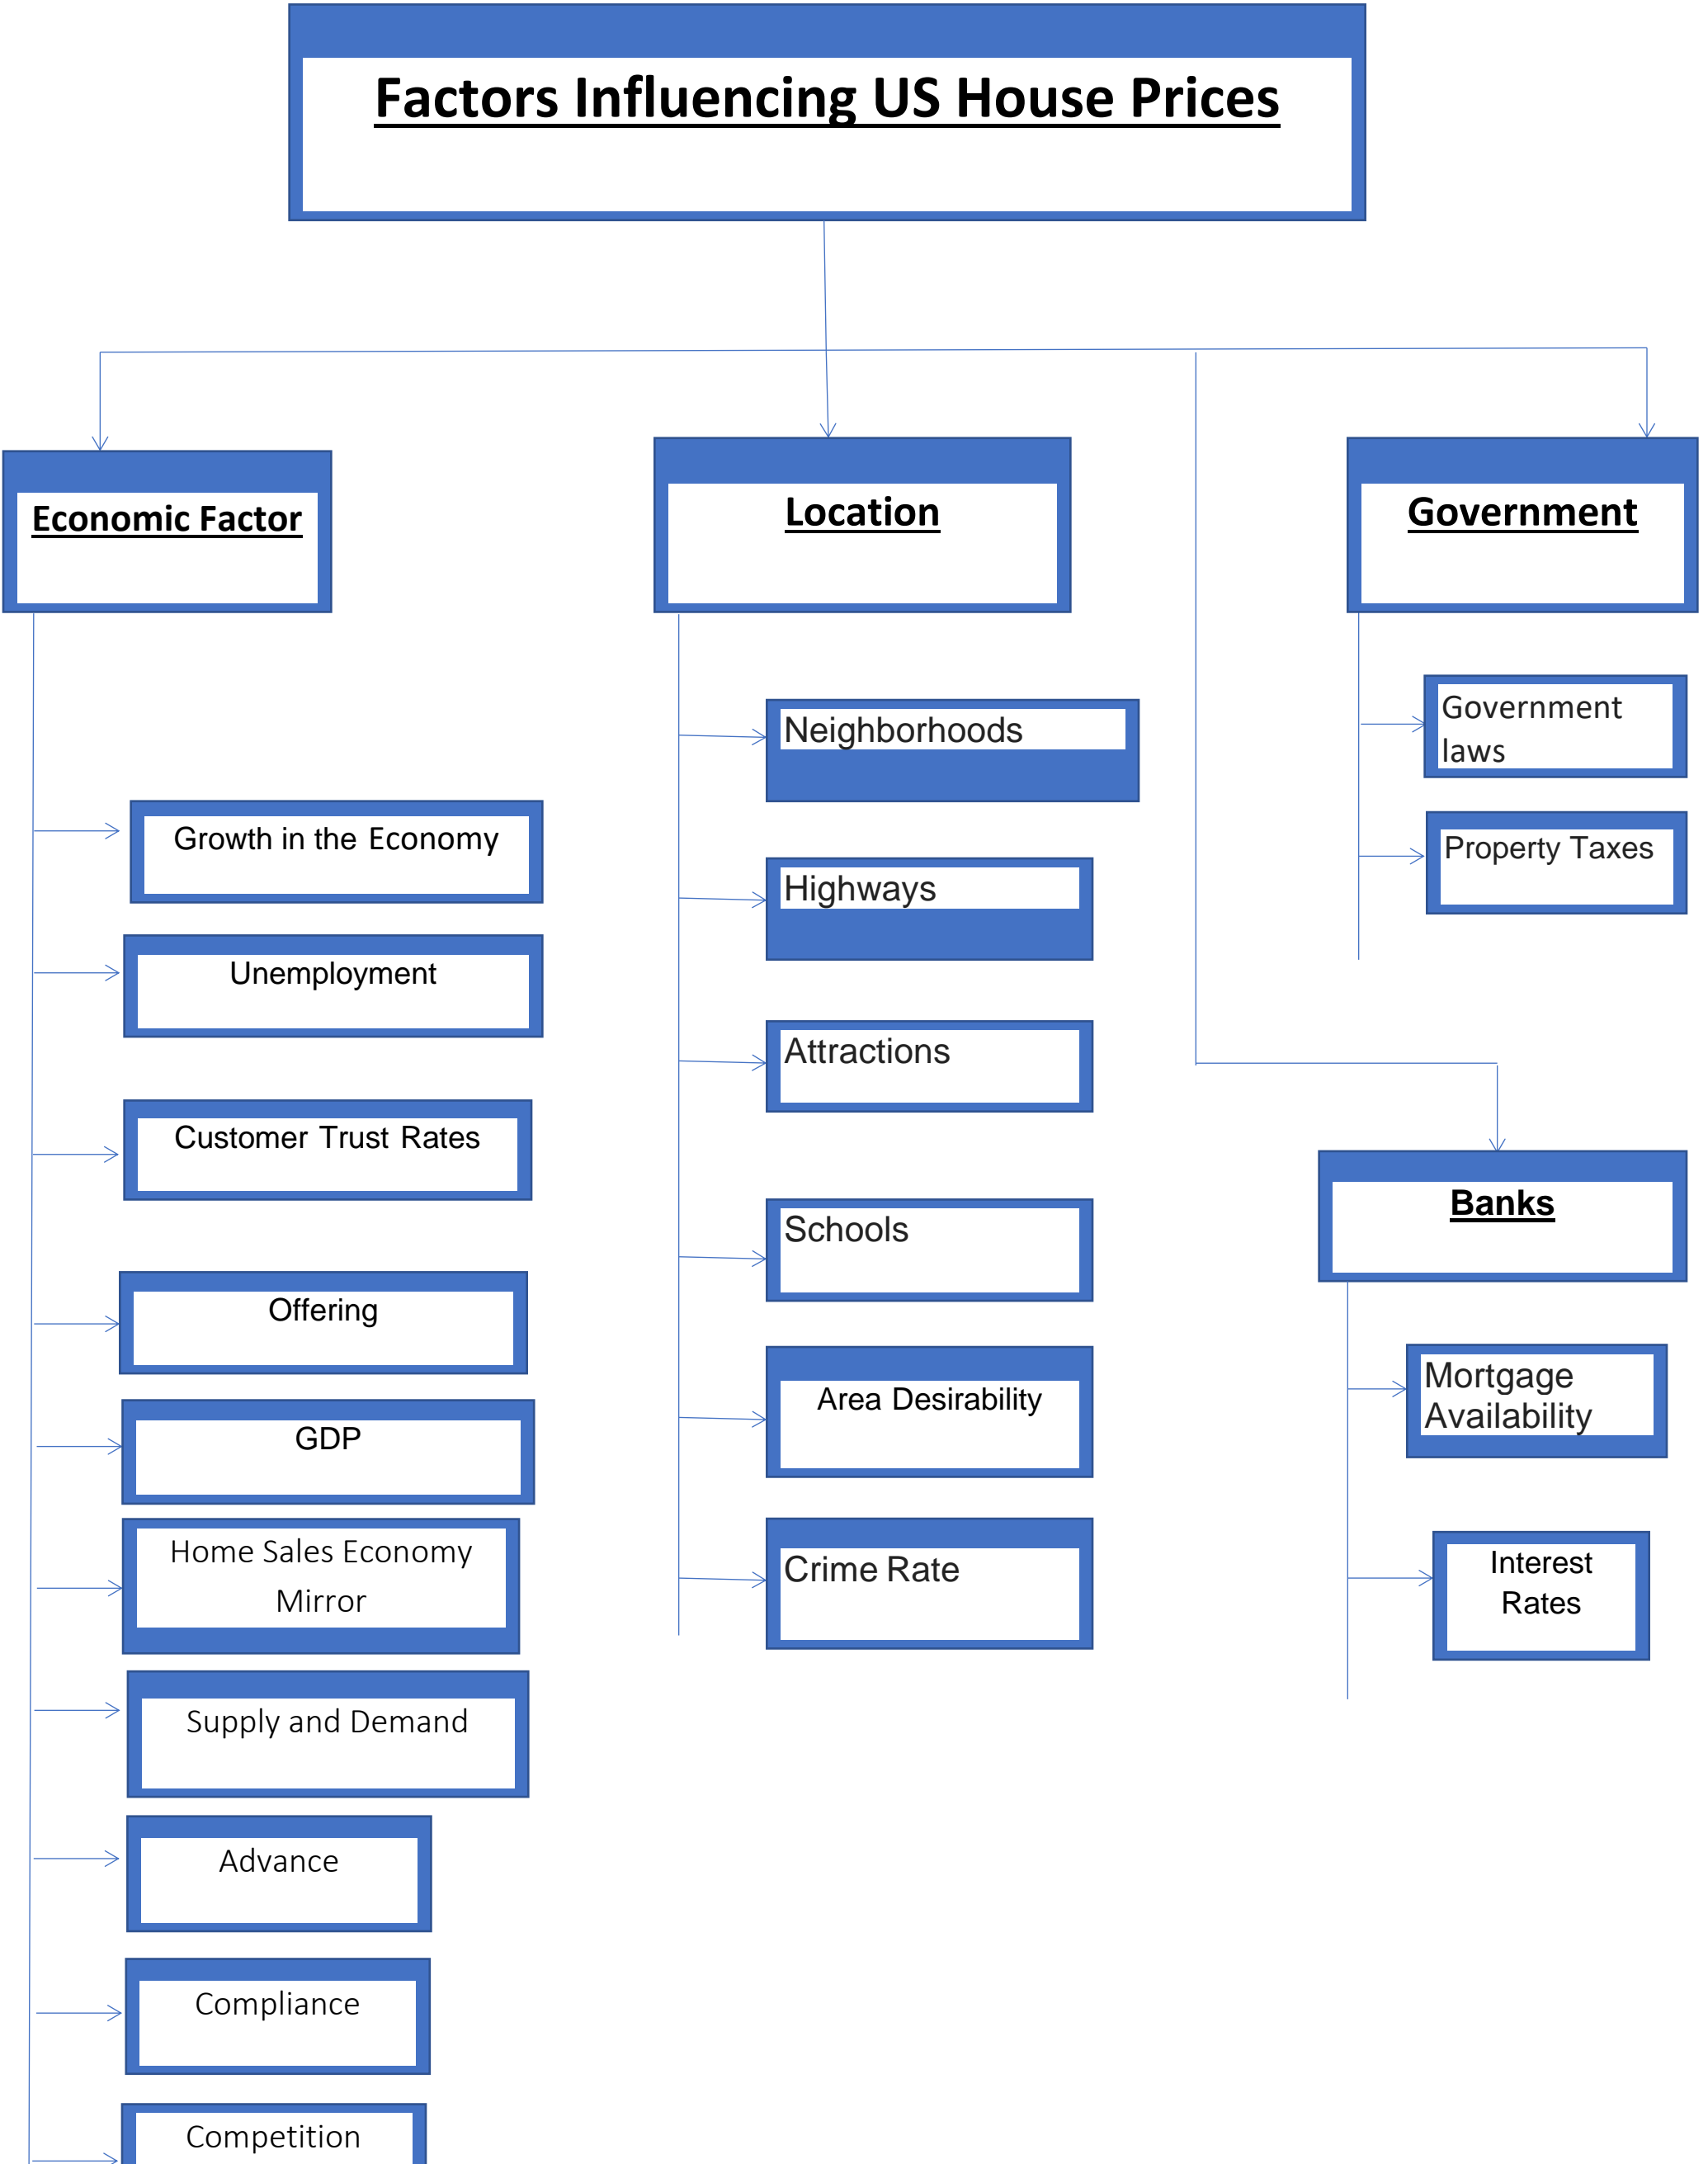 Factors Influencing US House Prices
Economic Factor
Growth in the Economy
Unemployment
Customer Trust Rates
Offering
GDP
Home Sales Economy
Mirror
Supply and Demand
Advance
Compliance
Competition
Location
Neighborhoods
Highways
Attractions
Schools
Area Desirability
Crime Rate
Government
Government
laws
Property Taxes
Banks
Mortgage
Availability
Interest
Rates